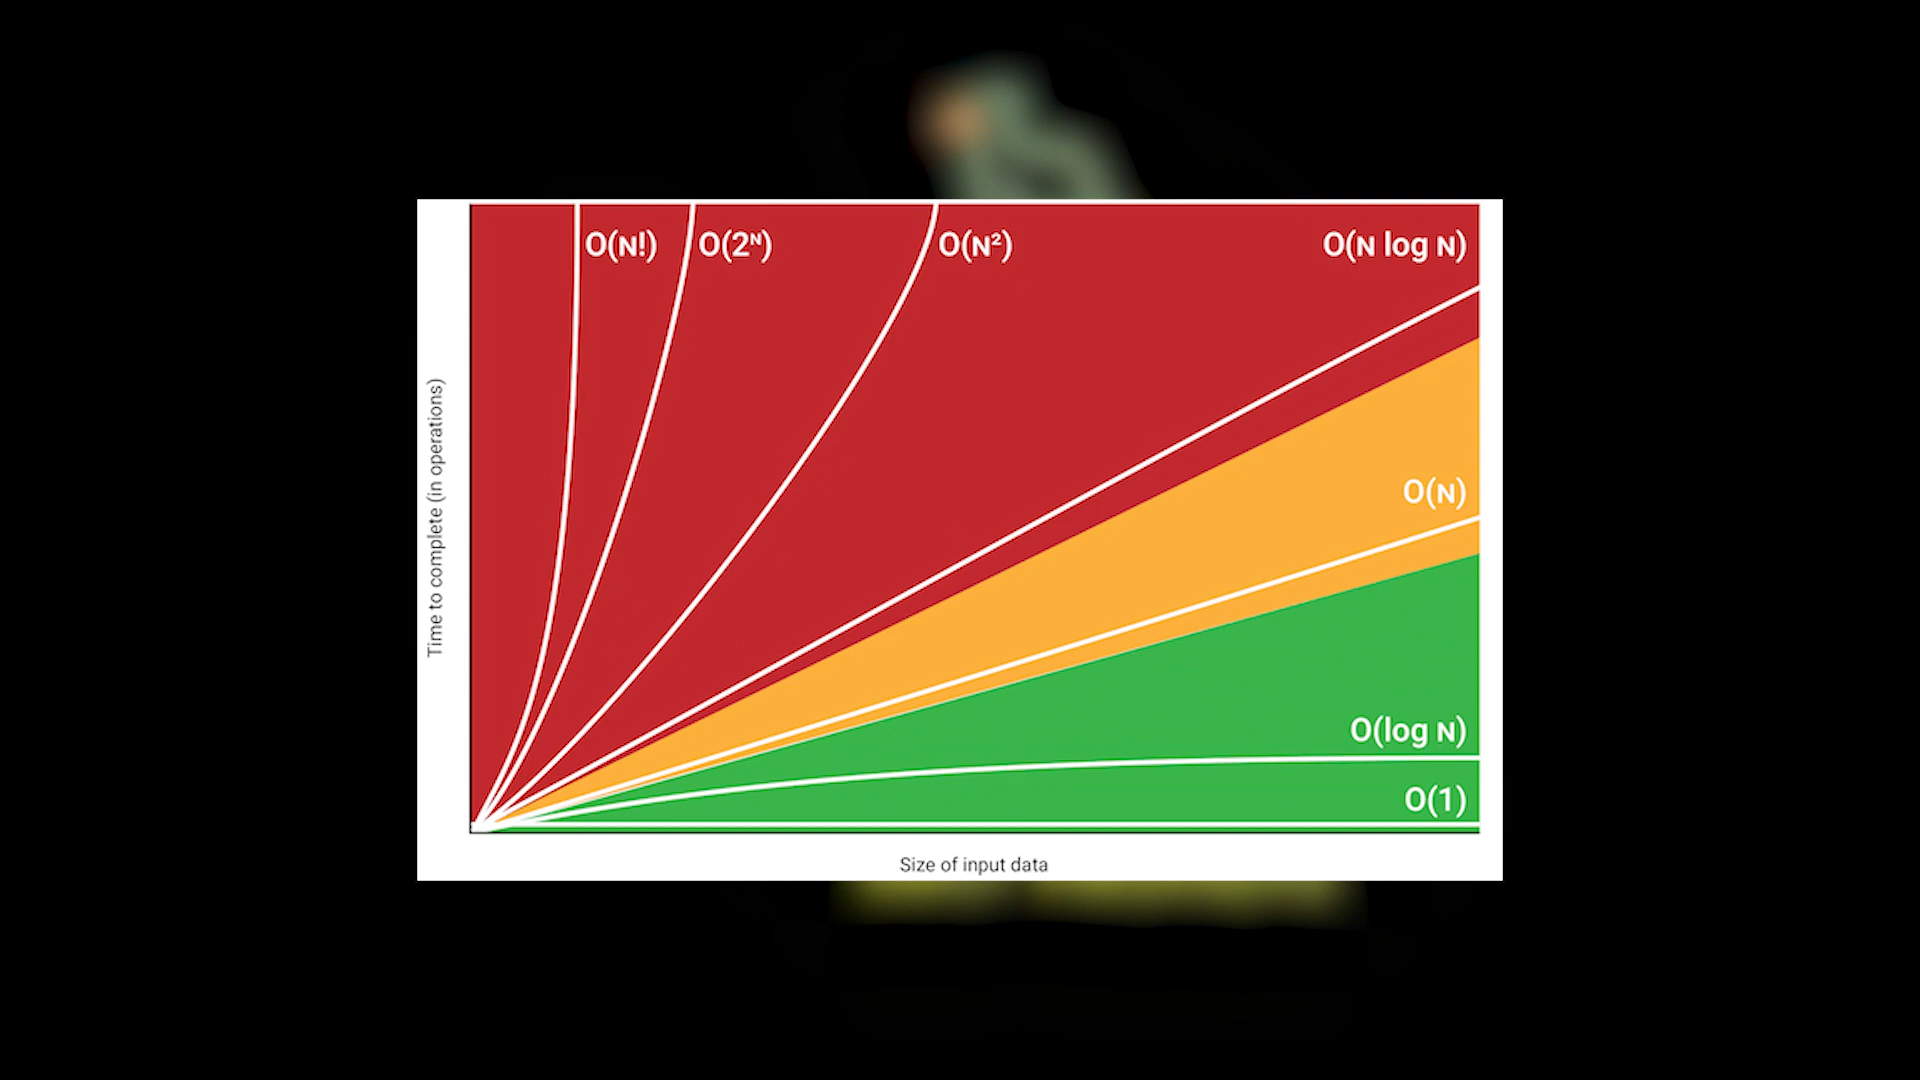 O(N!)
O(2ᴺ)
O(N²)
O(N log N)
O(N)
O(log N)
O(1)
Time to complete (in operations)
Size of input data